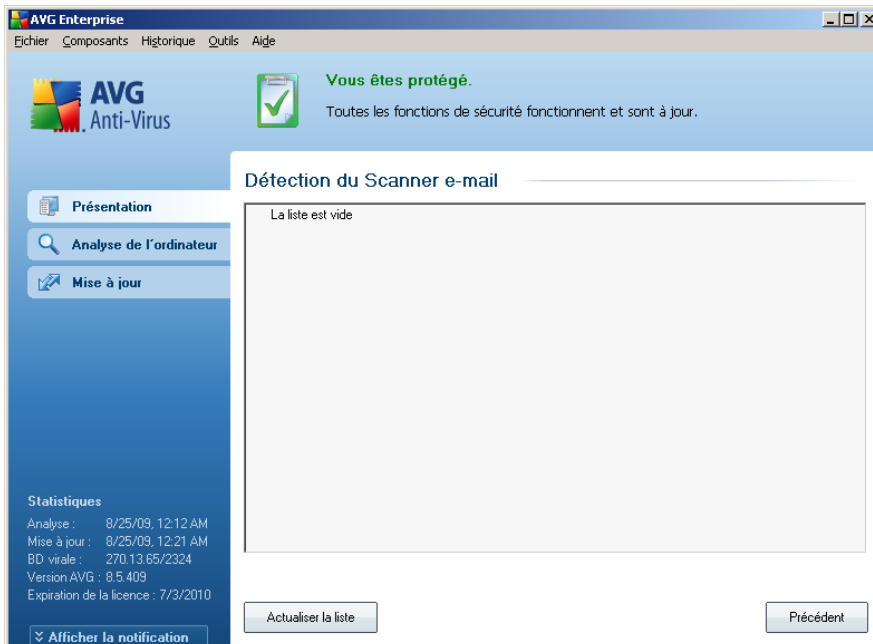 AVG Enterprise
Fichier Composants Historique Outils Aide
AVG
Anti-Virus
Vous êtes protégé.
Toutes les fonctions de sécurité fonctionnent et sont à jour.
Présentation
Analyse de l'ordinateur
Mise à jour
Détection du Scanner e-mail
La liste est vide
Statistiques
Analyse : 8/25/09, 12:12 AM
Mise à jour : 8/25/09, 12:21 AM
BD virale : 270.13.65/2324
Version AVG : 8.5.409
Expiration de la licence : 7/3/2010
Afficher la notification
Actualiser la liste
Précédent